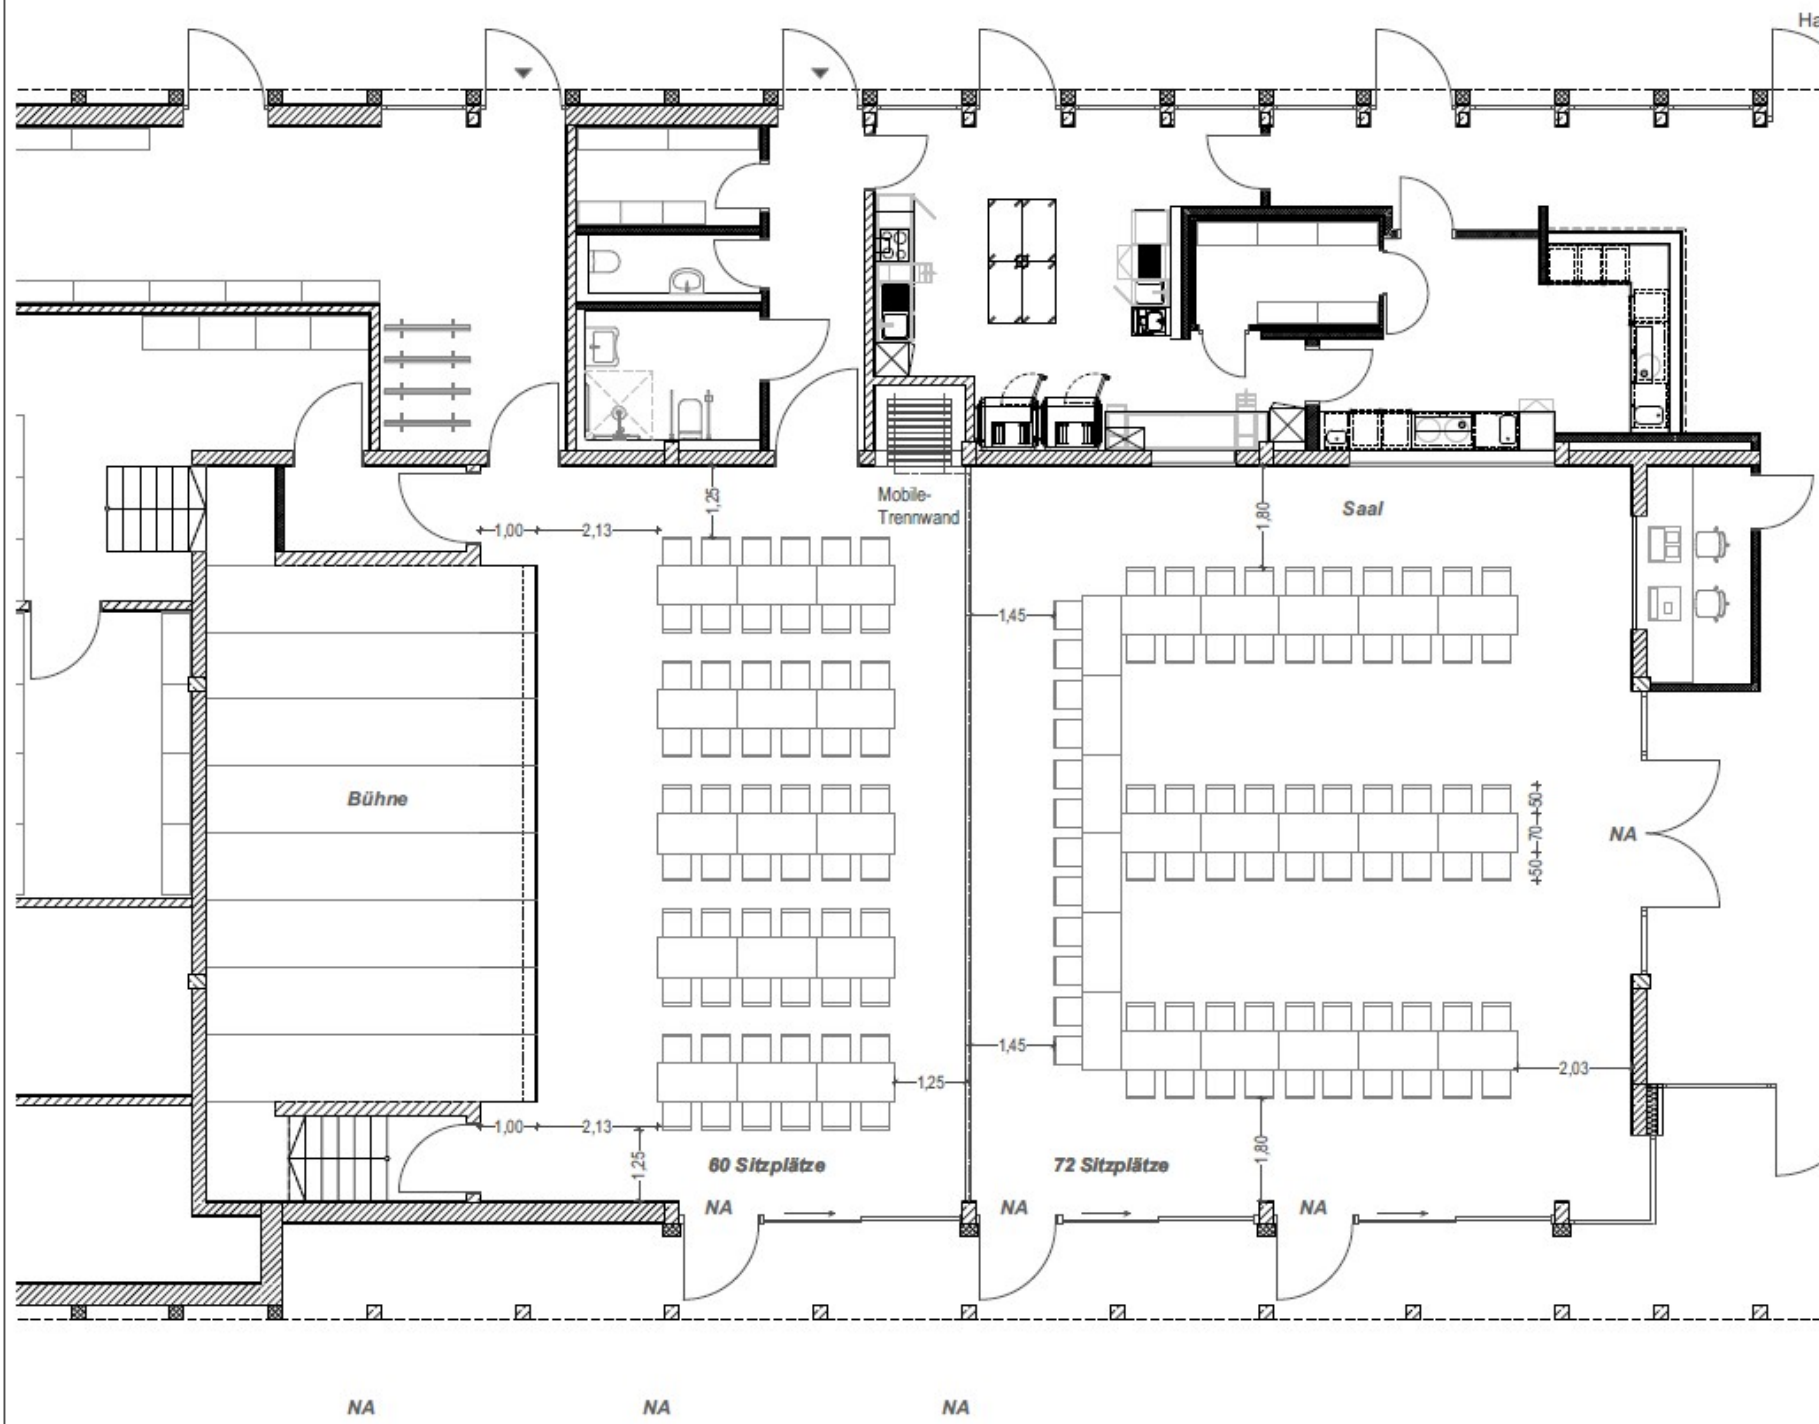 Ha
Mobile-
Trennwand
Saal
1,25
1,80
1,00
2,13
1,45
Bühne
50
70
50
NA
1,45
1,25
2,03
1,00
2,13
1,25
1,80
60 Sitzplätze
72 Sitzplätze
NA
NA
NA
NA
NA
NA